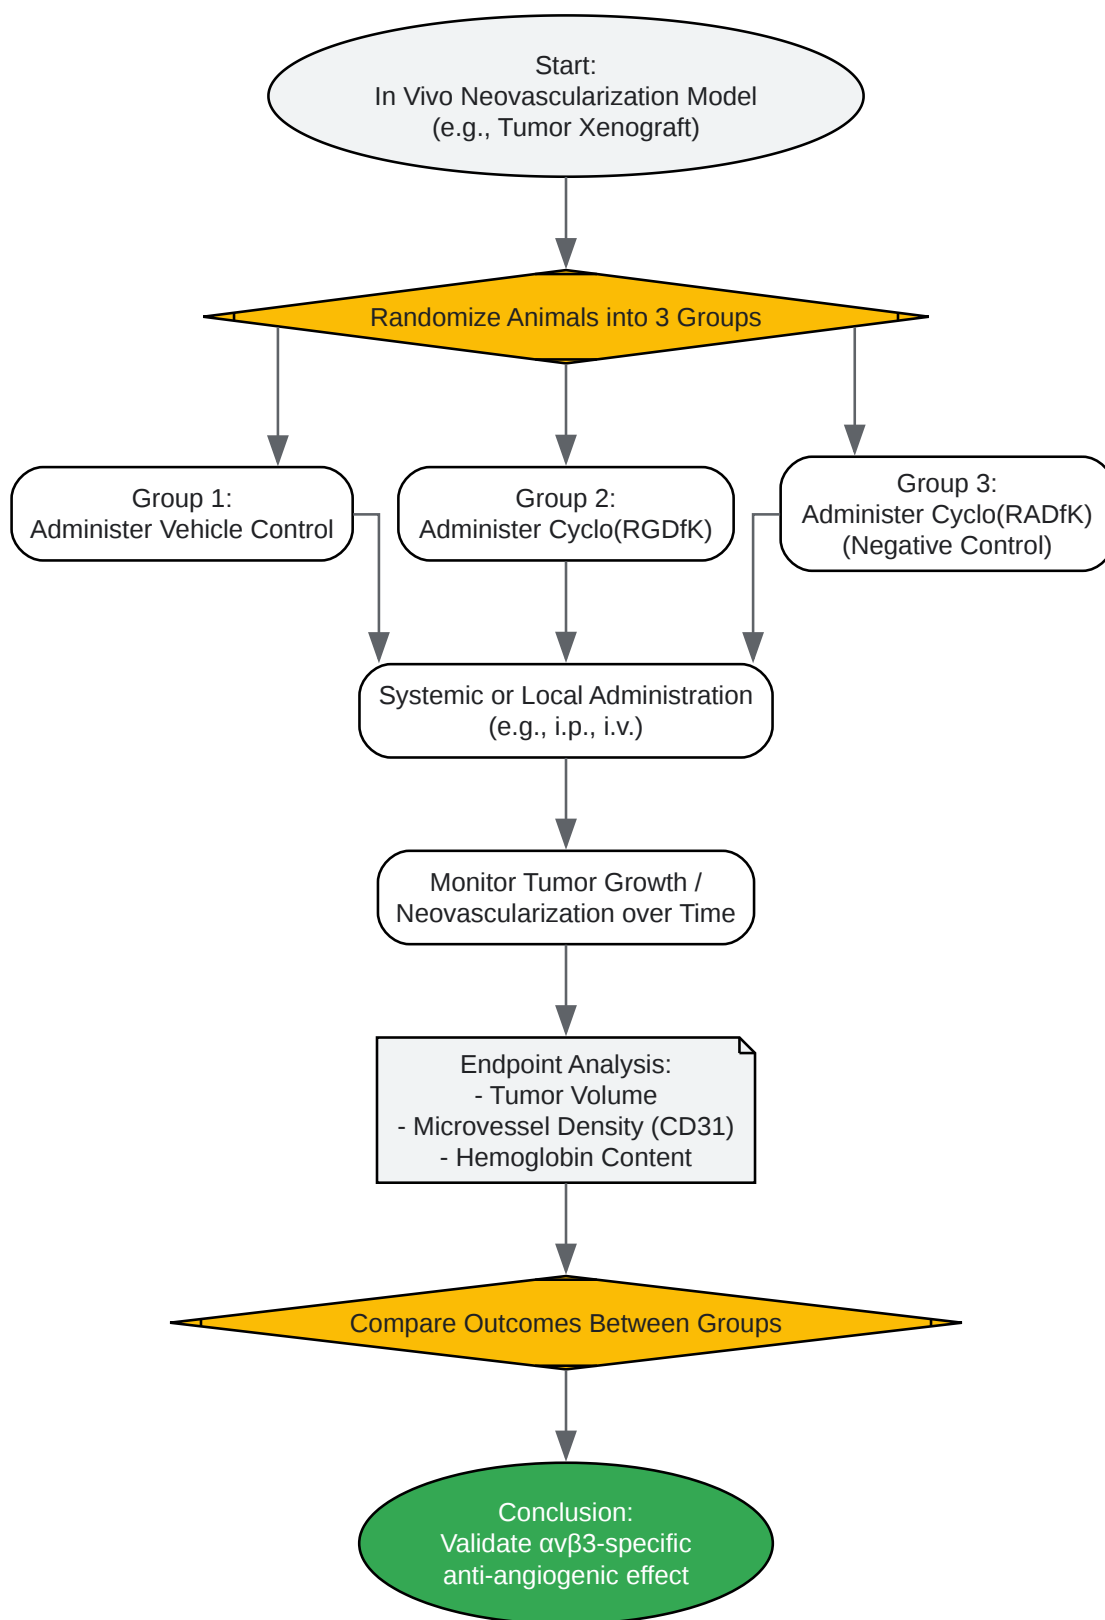 Start:
In Vivo Neovascularization Model
(e.g., Tumor Xenograft)
Randomize Animals into 3 Groups
Group 1:
Administer Vehicle Control
Group 2:
Administer Cyclo(RGDfK)
Group 3:
Administer Cyclo(RADfK)
(Negative Control)
Systemic or Local Administration
(e.g., i.p., i.v.)
Monitor Tumor Growth /
Neovascularization over Time
Endpoint Analysis:
- Tumor Volume
- Microvessel Density (CD31)
- Hemoglobin Content
Compare Outcomes Between Groups
Conclusion:
Validate αvβ3-specific
anti-angiogenic effect